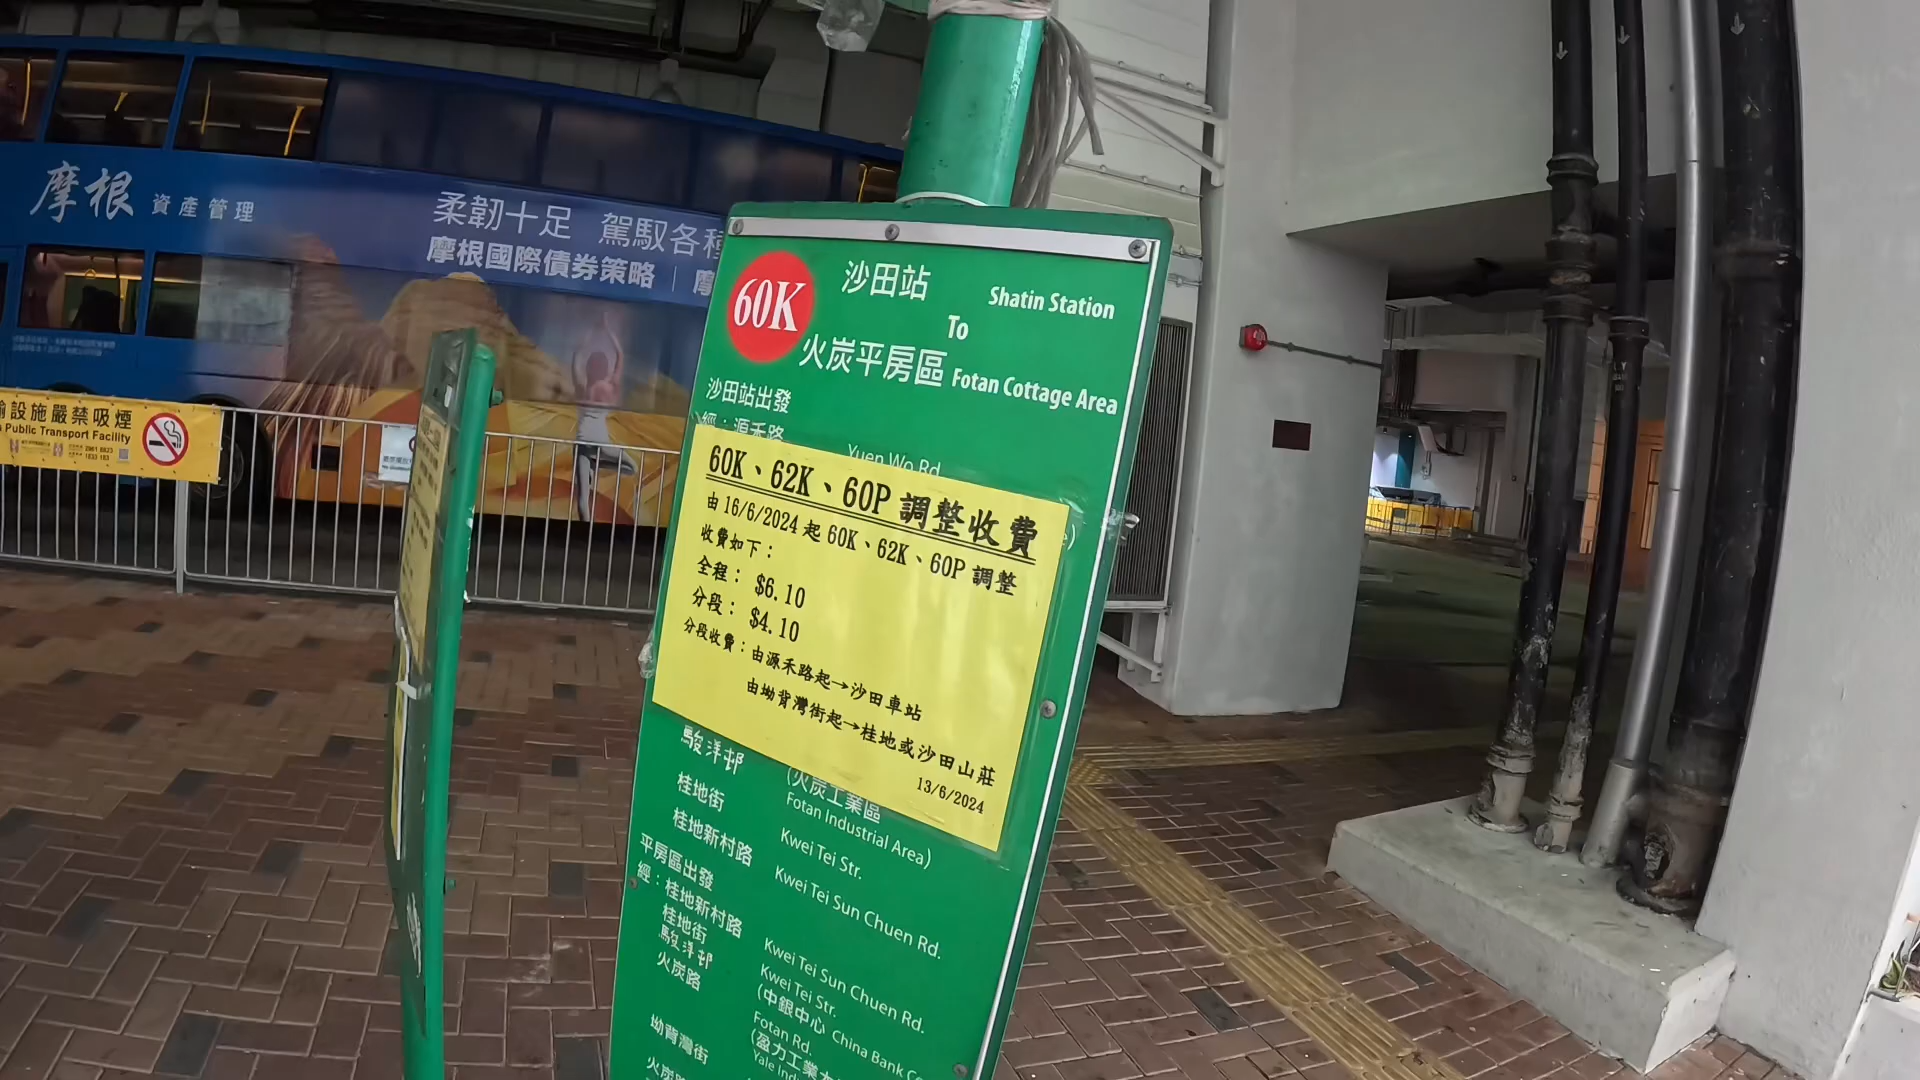 摩根 資產管理
柔韌十足 駕馭各種
摩根國際債券策略 | 摩
設施嚴禁吸煙
Public Transport Facility
60K
沙田站 Shatin Station
To
火炭平房區 Fotan Cottage Area
沙田站出發
經：源禾路 Yuen Wo Rd
60K、62K、60P 調整收費
由 16/6/2024 起 60K、62K、60P 調整
收費如下：
全程： $6.10
分段： $4.10
分段收費：由源禾路起→沙田車站
由坳背灣街起→桂地或沙田山莊
13/6/2024
駿洋邨 (火炭工業區
Fotan Industrial Area)
桂地街 Kwei Tei Str.
桂地新村路 Kwei Tei Sun Chuen Rd.
平房區出發
經：桂地新村路 Kwei Tei Sun Chuen Rd.
桂地街 Kwei Tei Str.
駿洋邨 (中銀中心 China Bank
火炭路 Fotan Rd.
(盈力工業
坳背灣街 Yale
火炭